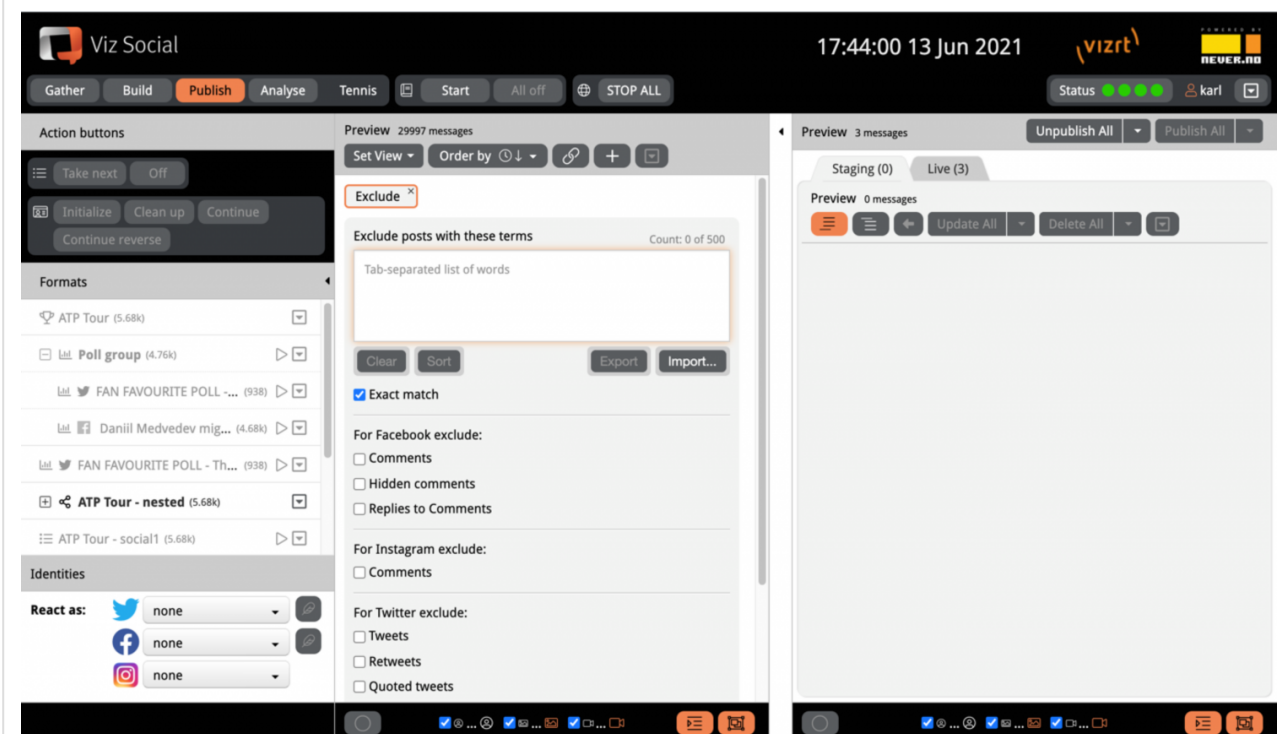 Viz Social
17:44:00 13 Jun 2021
vizrt
POWERED BY
NEVER.NO
Gather Build Publish Analyse Tennis Start All off STOP ALL
Status karl
Action buttons
Take next Off
Initialize Clean up Continue
Continue reverse
Formats
ATP Tour (5.68k)
Poll group (4.76k)
FAN FAVOURITE POLL -... (938)
Daniil Medvedev mig... (4.68k)
FAN FAVOURITE POLL - Th... (938)
ATP Tour - nested (5.68k)
ATP Tour - social1 (5.68k)
Identities
React as: none
none
none
Preview 29997 messages
Set View Order by
Exclude ×
Exclude posts with these terms Count: 0 of 500
Tab-separated list of words
Clear Sort Export Import...
Exact match
For Facebook exclude:
Comments
Hidden comments
Replies to Comments
For Instagram exclude:
Comments
For Twitter exclude:
Tweets
Retweets
Quoted tweets
... ... ...
Preview 3 messages Unpublish All Publish All
Staging (0) Live (3)
Preview 0 messages
Update All Delete All
... ... ...